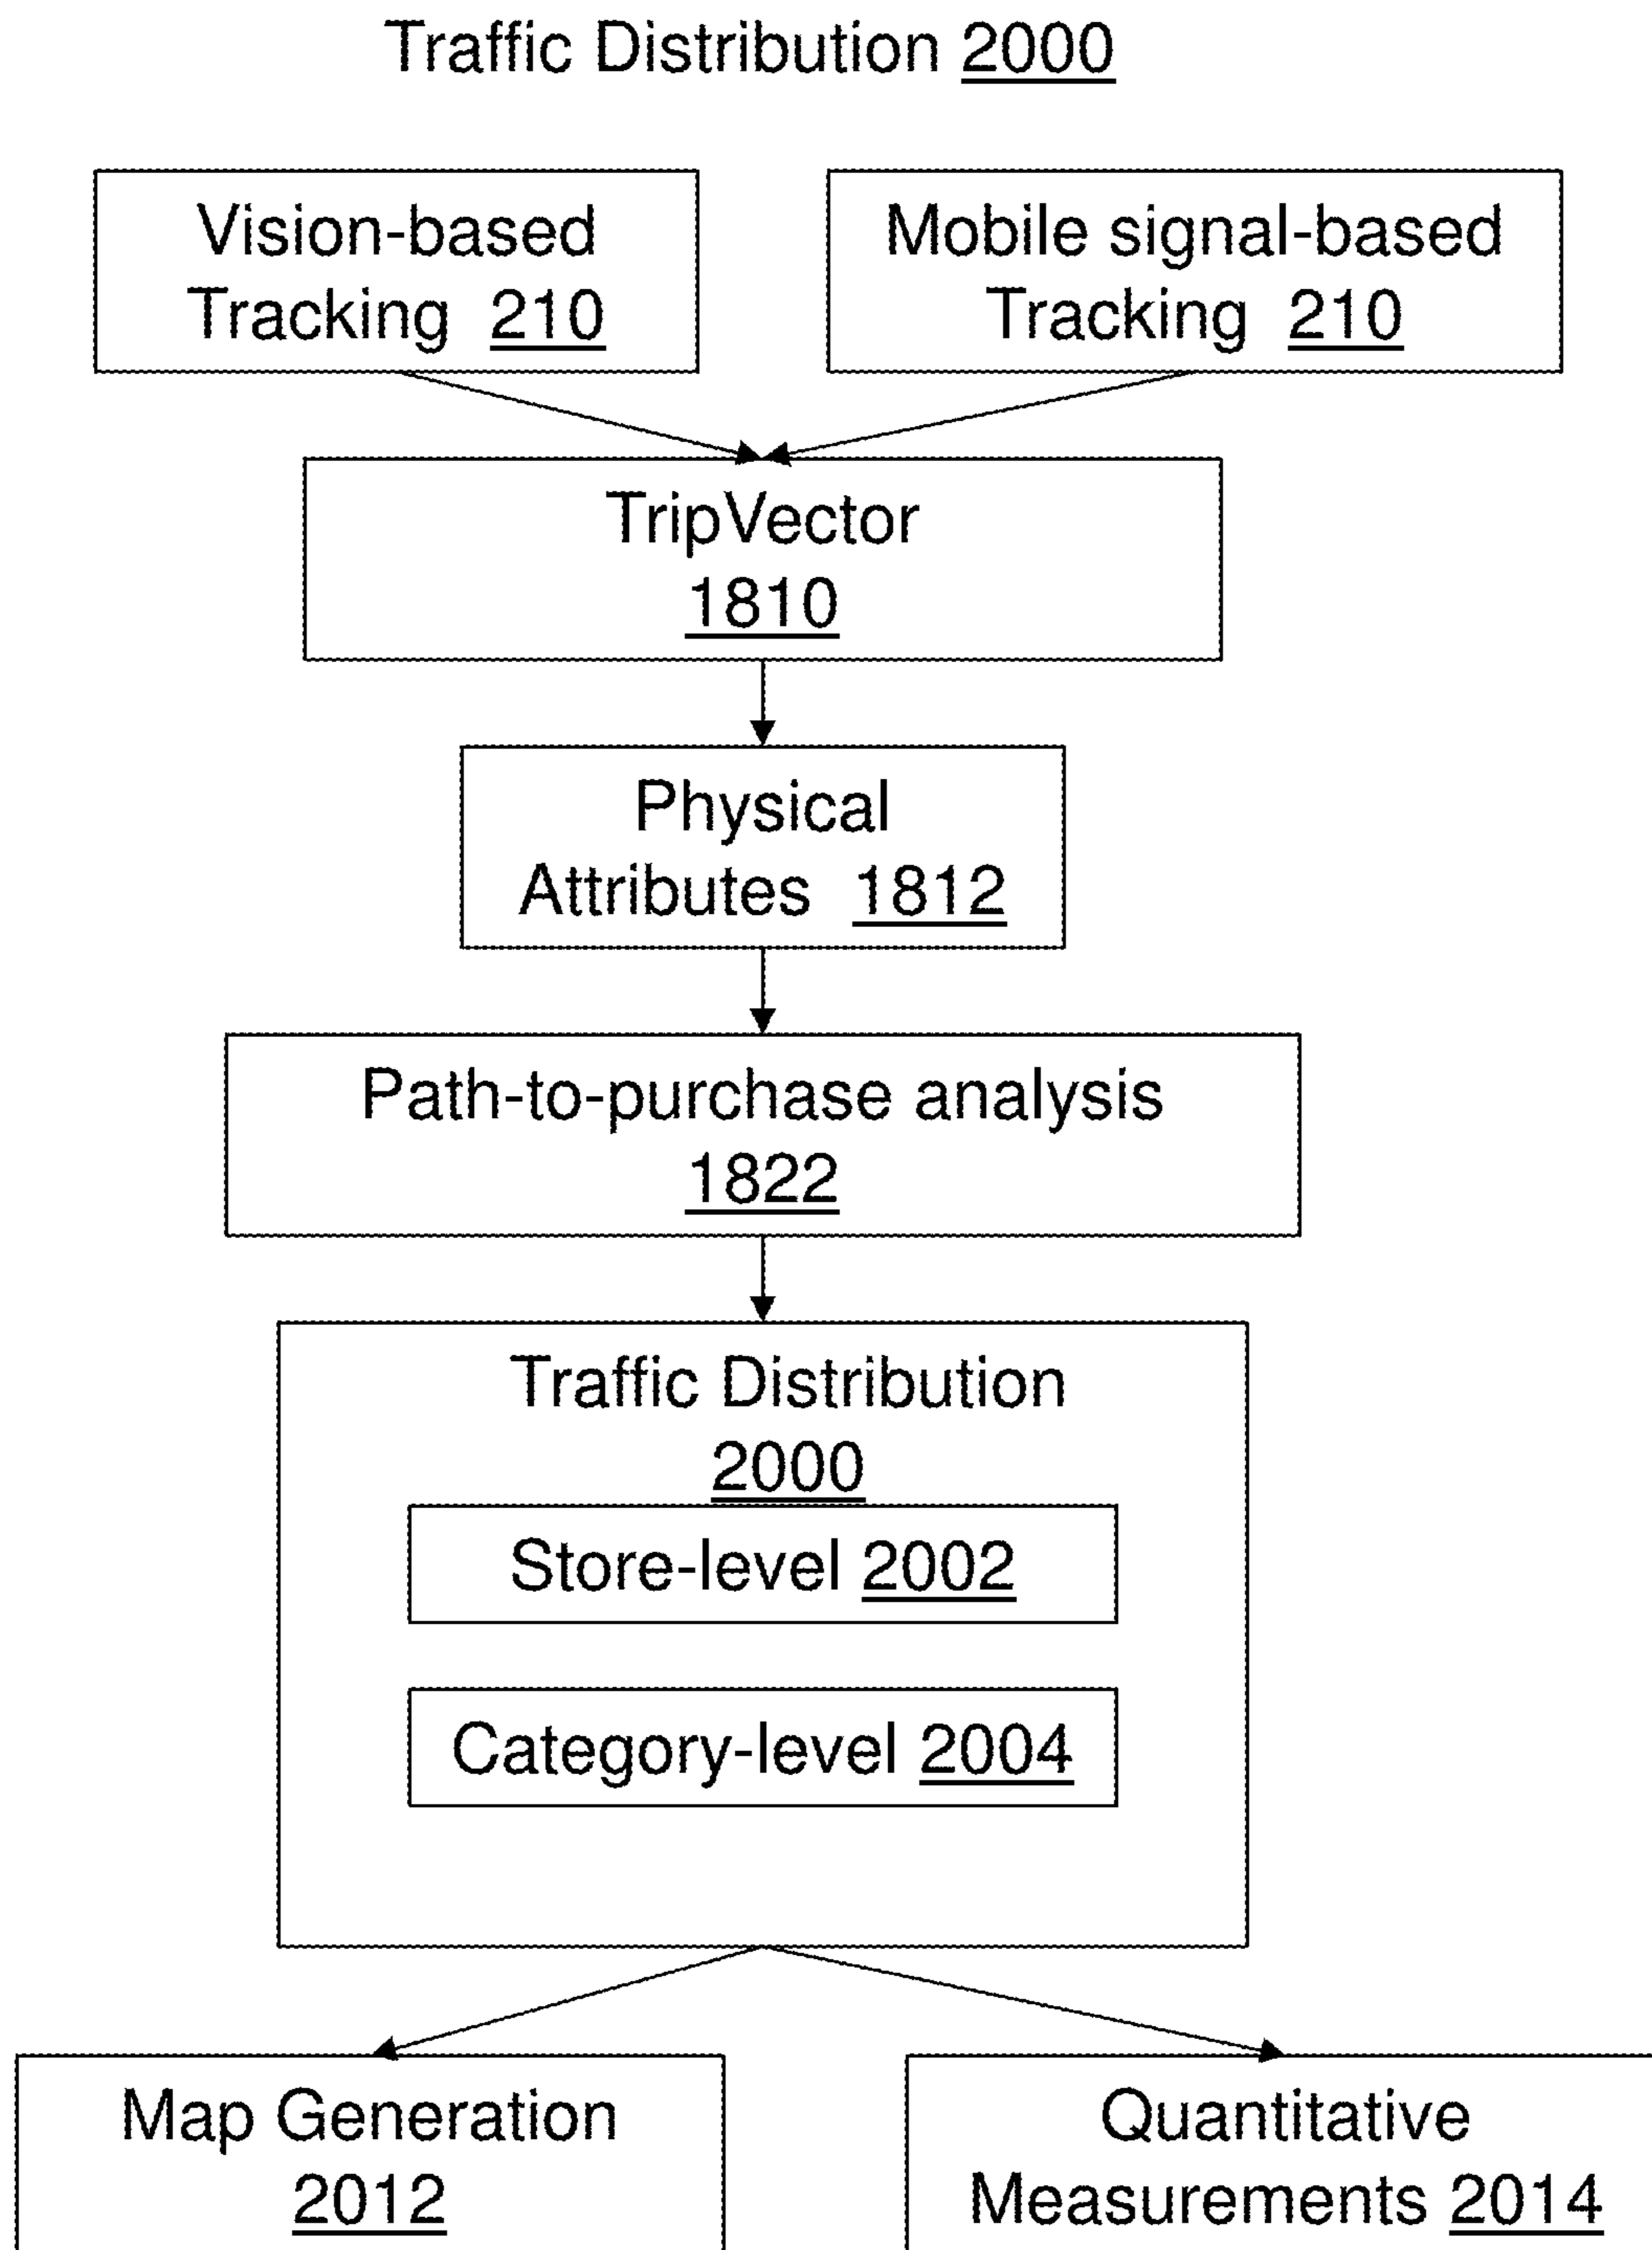 Traffic Distribution 2000
Vision-based
Tracking 210
Mobile signal-based
Tracking 210
TripVector
1810
Physical
Attributes 1812
Path-to-purchase analysis
1822
Traffic Distribution
2000
Store-level 2002
Category-level 2004
Map Generation
2012
Quantitative
Measurements 2014